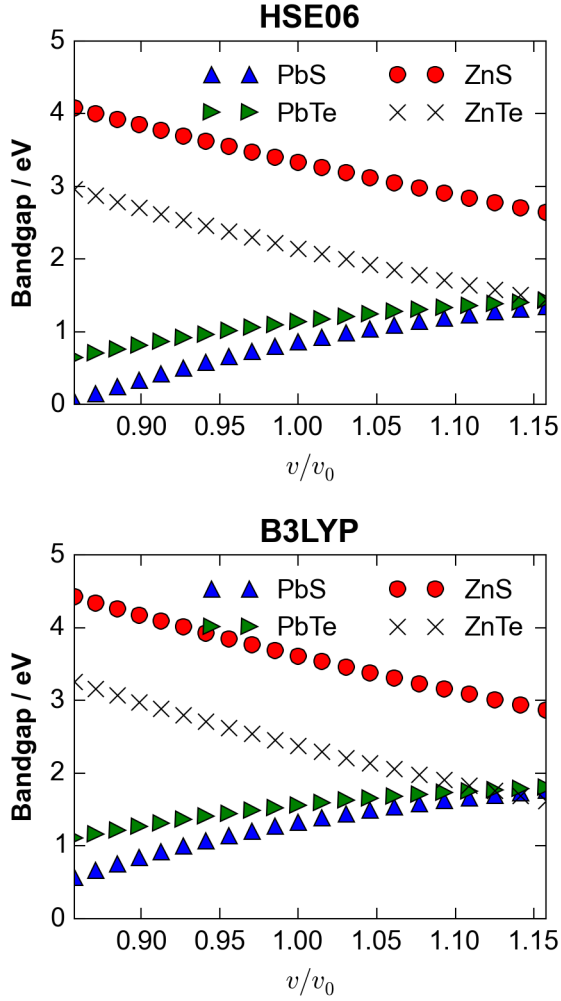 HSE06
PbS ZnS
PbTe ZnTe
5
4
3
2
1
0
Bandgap / eV
0.90 0.95 1.00 1.05 1.10 1.15
v/v₀
B3LYP
PbS ZnS
PbTe ZnTe
5
4
3
2
1
0
Bandgap / eV
0.90 0.95 1.00 1.05 1.10 1.15
v/v₀